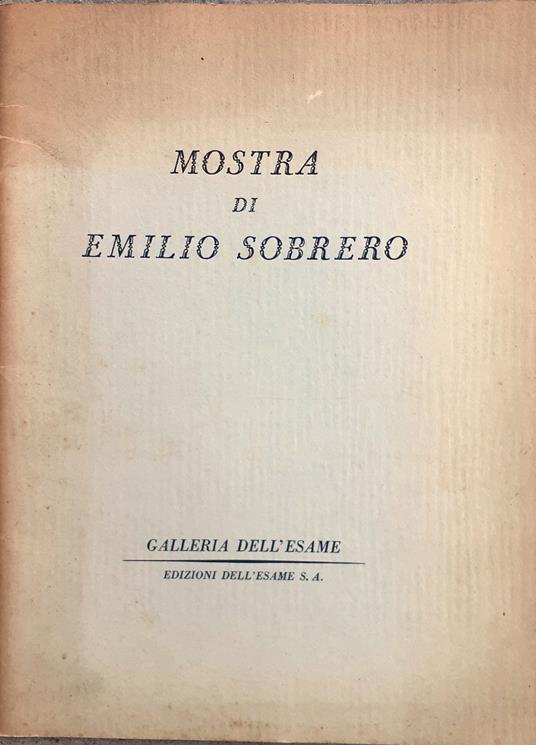 MOSTRA
DI
EMILIO SOBRERO
GALLERIA DELL'ESAME
EDIZIONI DELL'ESAME S. A.